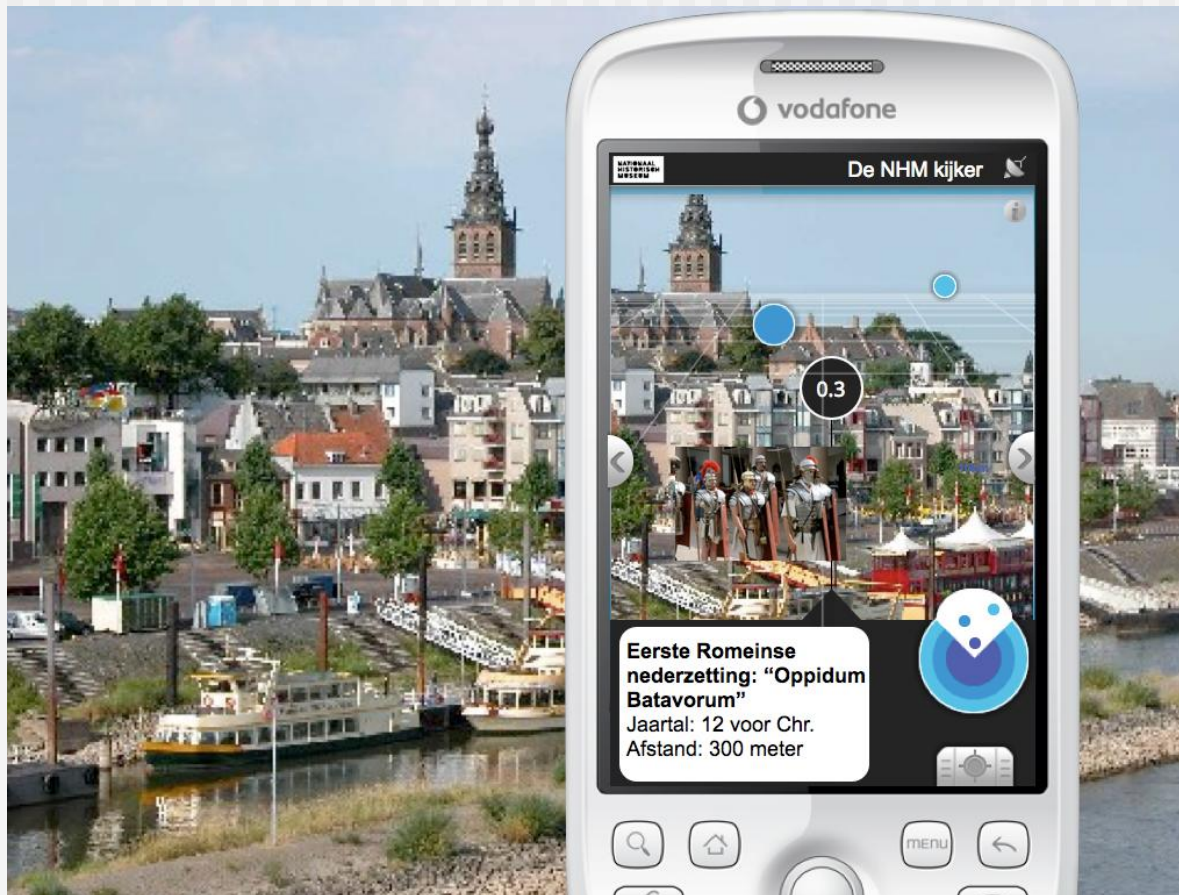 vodafone
NATIONAAL
HISTORISCH
MUSEUM
De NHM kijker
i
0.3
Eerste Romeinse
nederzetting: “Oppidum
Batavorum”
Jaartal: 12 voor Chr.
Afstand: 300 meter
menu